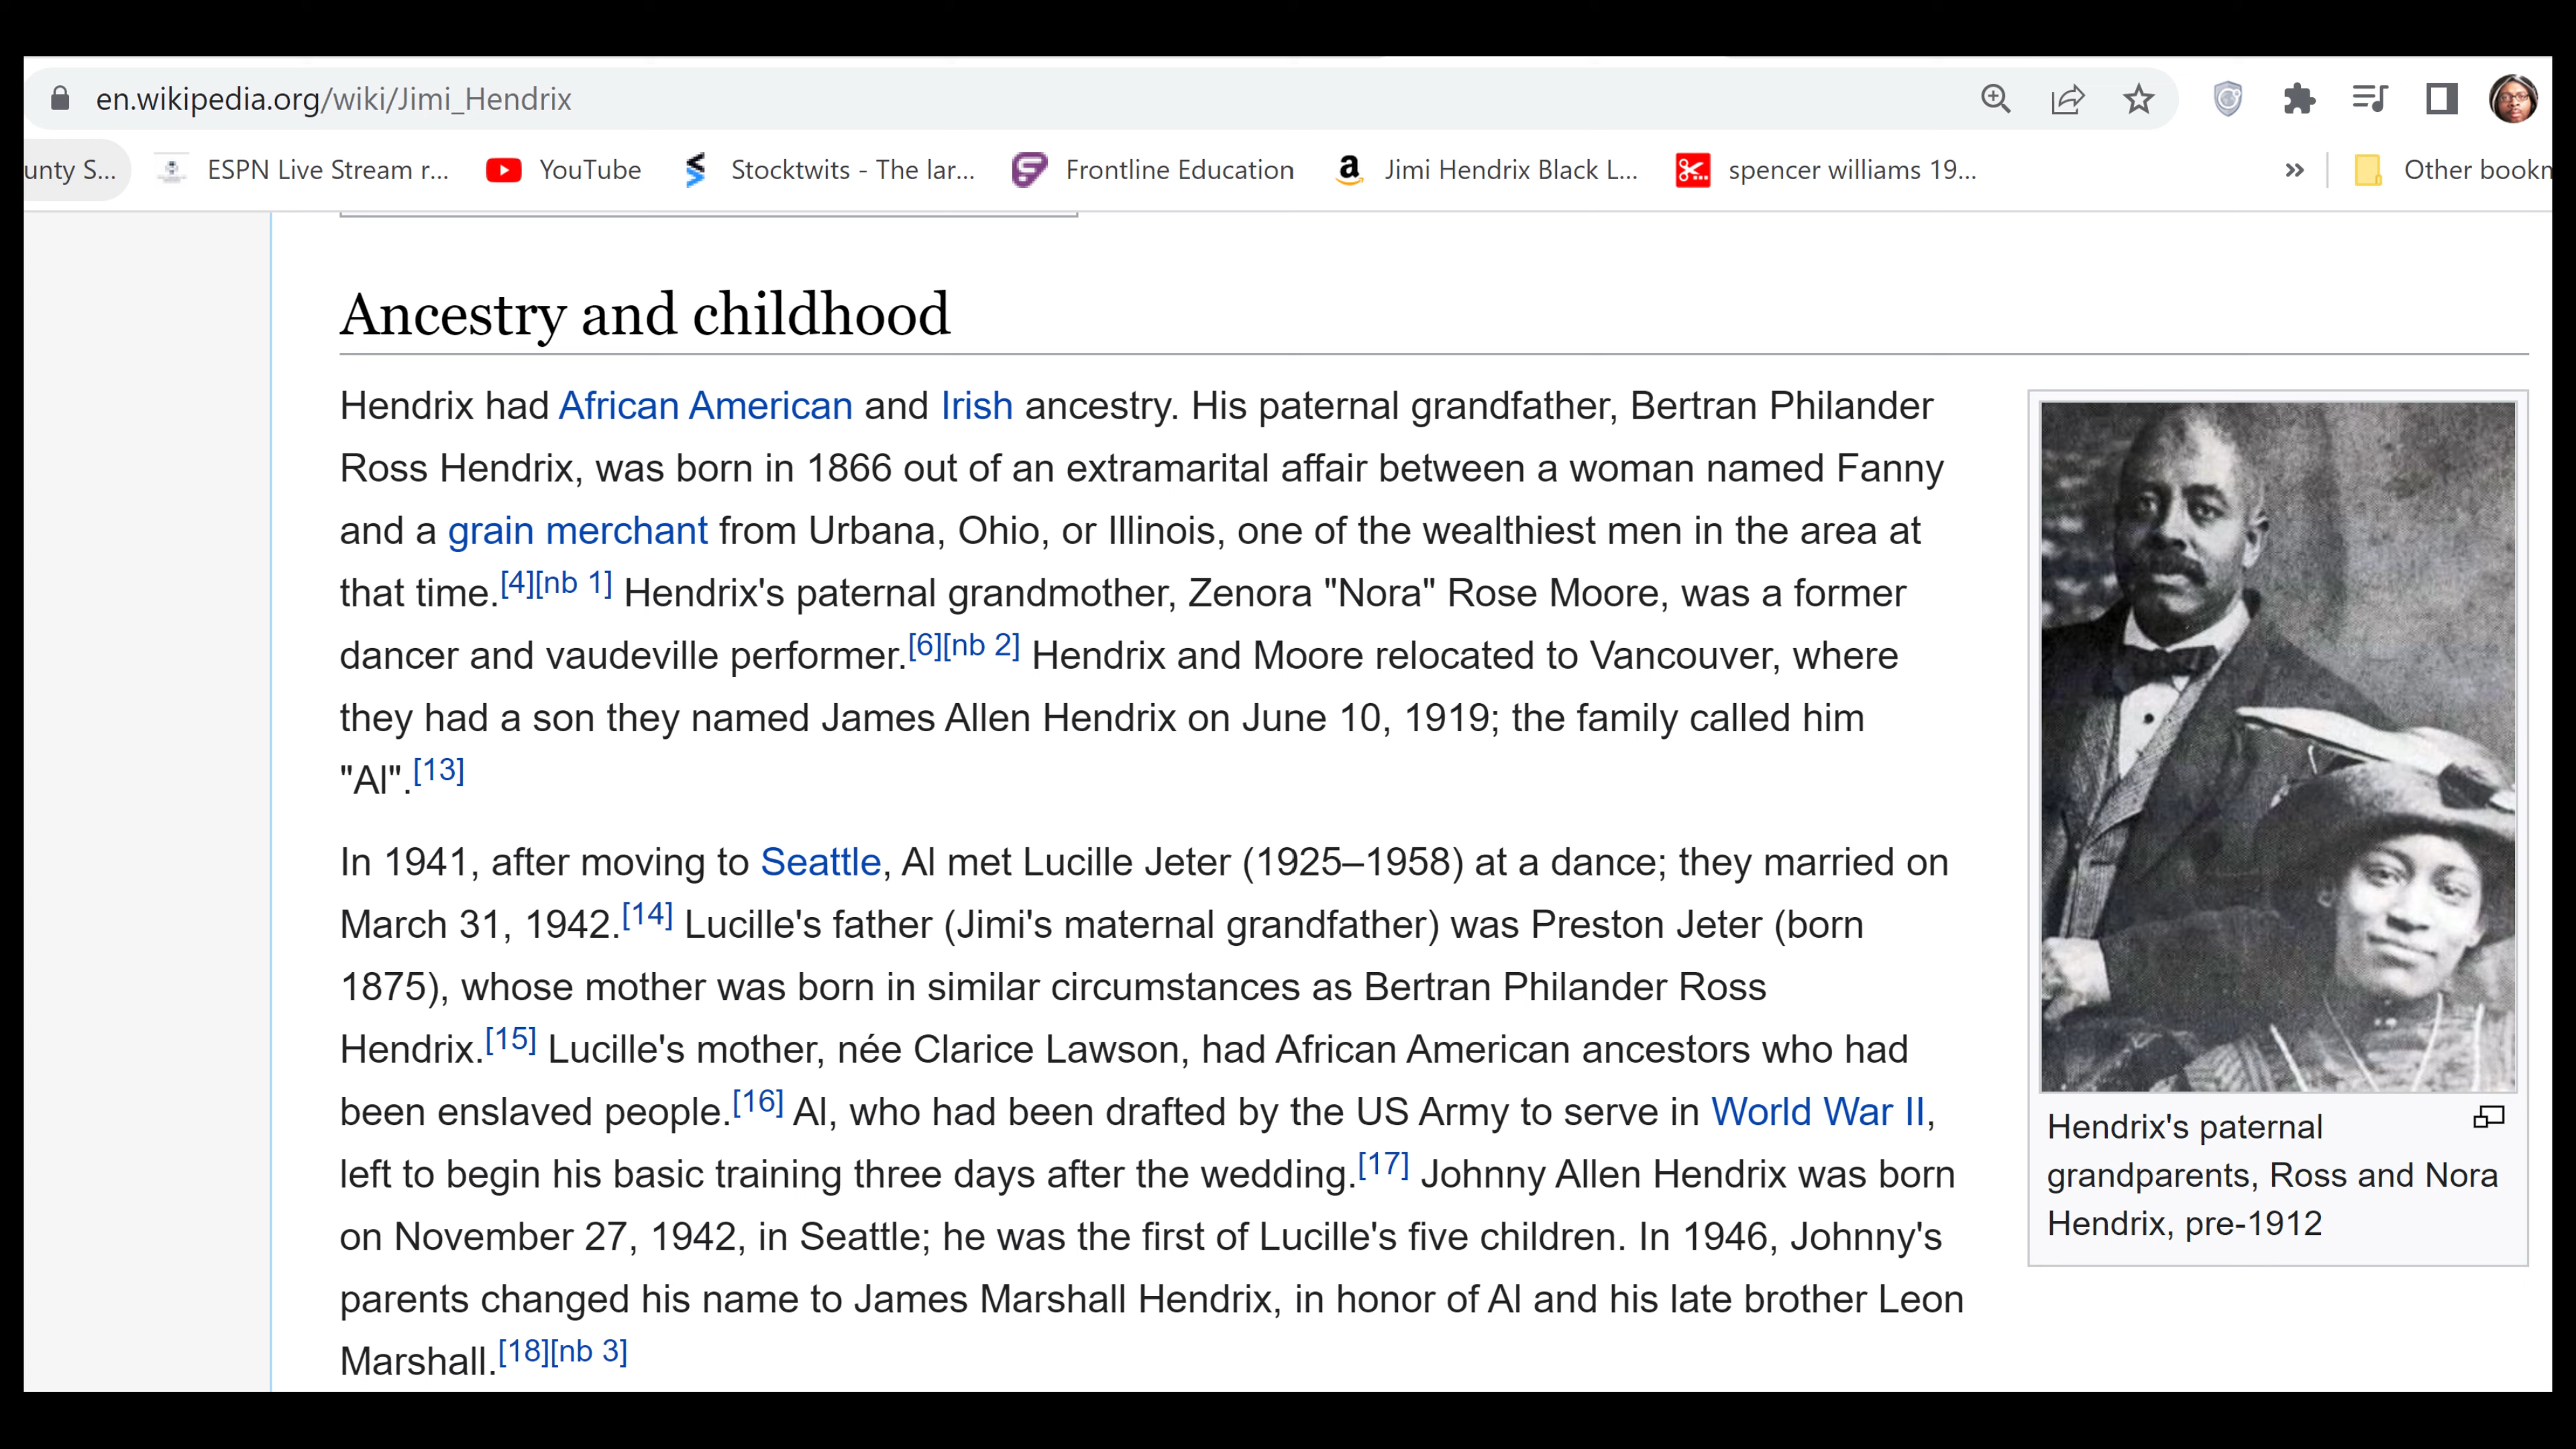 en.wikipedia.org/wiki/Jimi_Hendrix
unty S... ESPN Live Stream r... YouTube Stocktwits - The lar... Frontline Education Jimi Hendrix Black L... spencer williams 19... » Other bookn
Ancestry and childhood
Hendrix had African American and Irish ancestry. His paternal grandfather, Bertran Philander
Ross Hendrix, was born in 1866 out of an extramarital affair between a woman named Fanny
and a grain merchant from Urbana, Ohio, or Illinois, one of the wealthiest men in the area at
that time.[4][nb 1] Hendrix's paternal grandmother, Zenora "Nora" Rose Moore, was a former
dancer and vaudeville performer.[6][nb 2] Hendrix and Moore relocated to Vancouver, where
they had a son they named James Allen Hendrix on June 10, 1919; the family called him
"Al".[13]
In 1941, after moving to Seattle, Al met Lucille Jeter (1925–1958) at a dance; they married on
March 31, 1942.[14] Lucille's father (Jimi's maternal grandfather) was Preston Jeter (born
1875), whose mother was born in similar circumstances as Bertran Philander Ross
Hendrix.[15] Lucille's mother, née Clarice Lawson, had African American ancestors who had
been enslaved people.[16] Al, who had been drafted by the US Army to serve in World War II,
left to begin his basic training three days after the wedding.[17] Johnny Allen Hendrix was born
on November 27, 1942, in Seattle; he was the first of Lucille's five children. In 1946, Johnny's
parents changed his name to James Marshall Hendrix, in honor of Al and his late brother Leon
Marshall.[18][nb 3]
Hendrix's paternal
grandparents, Ross and Nora
Hendrix, pre-1912